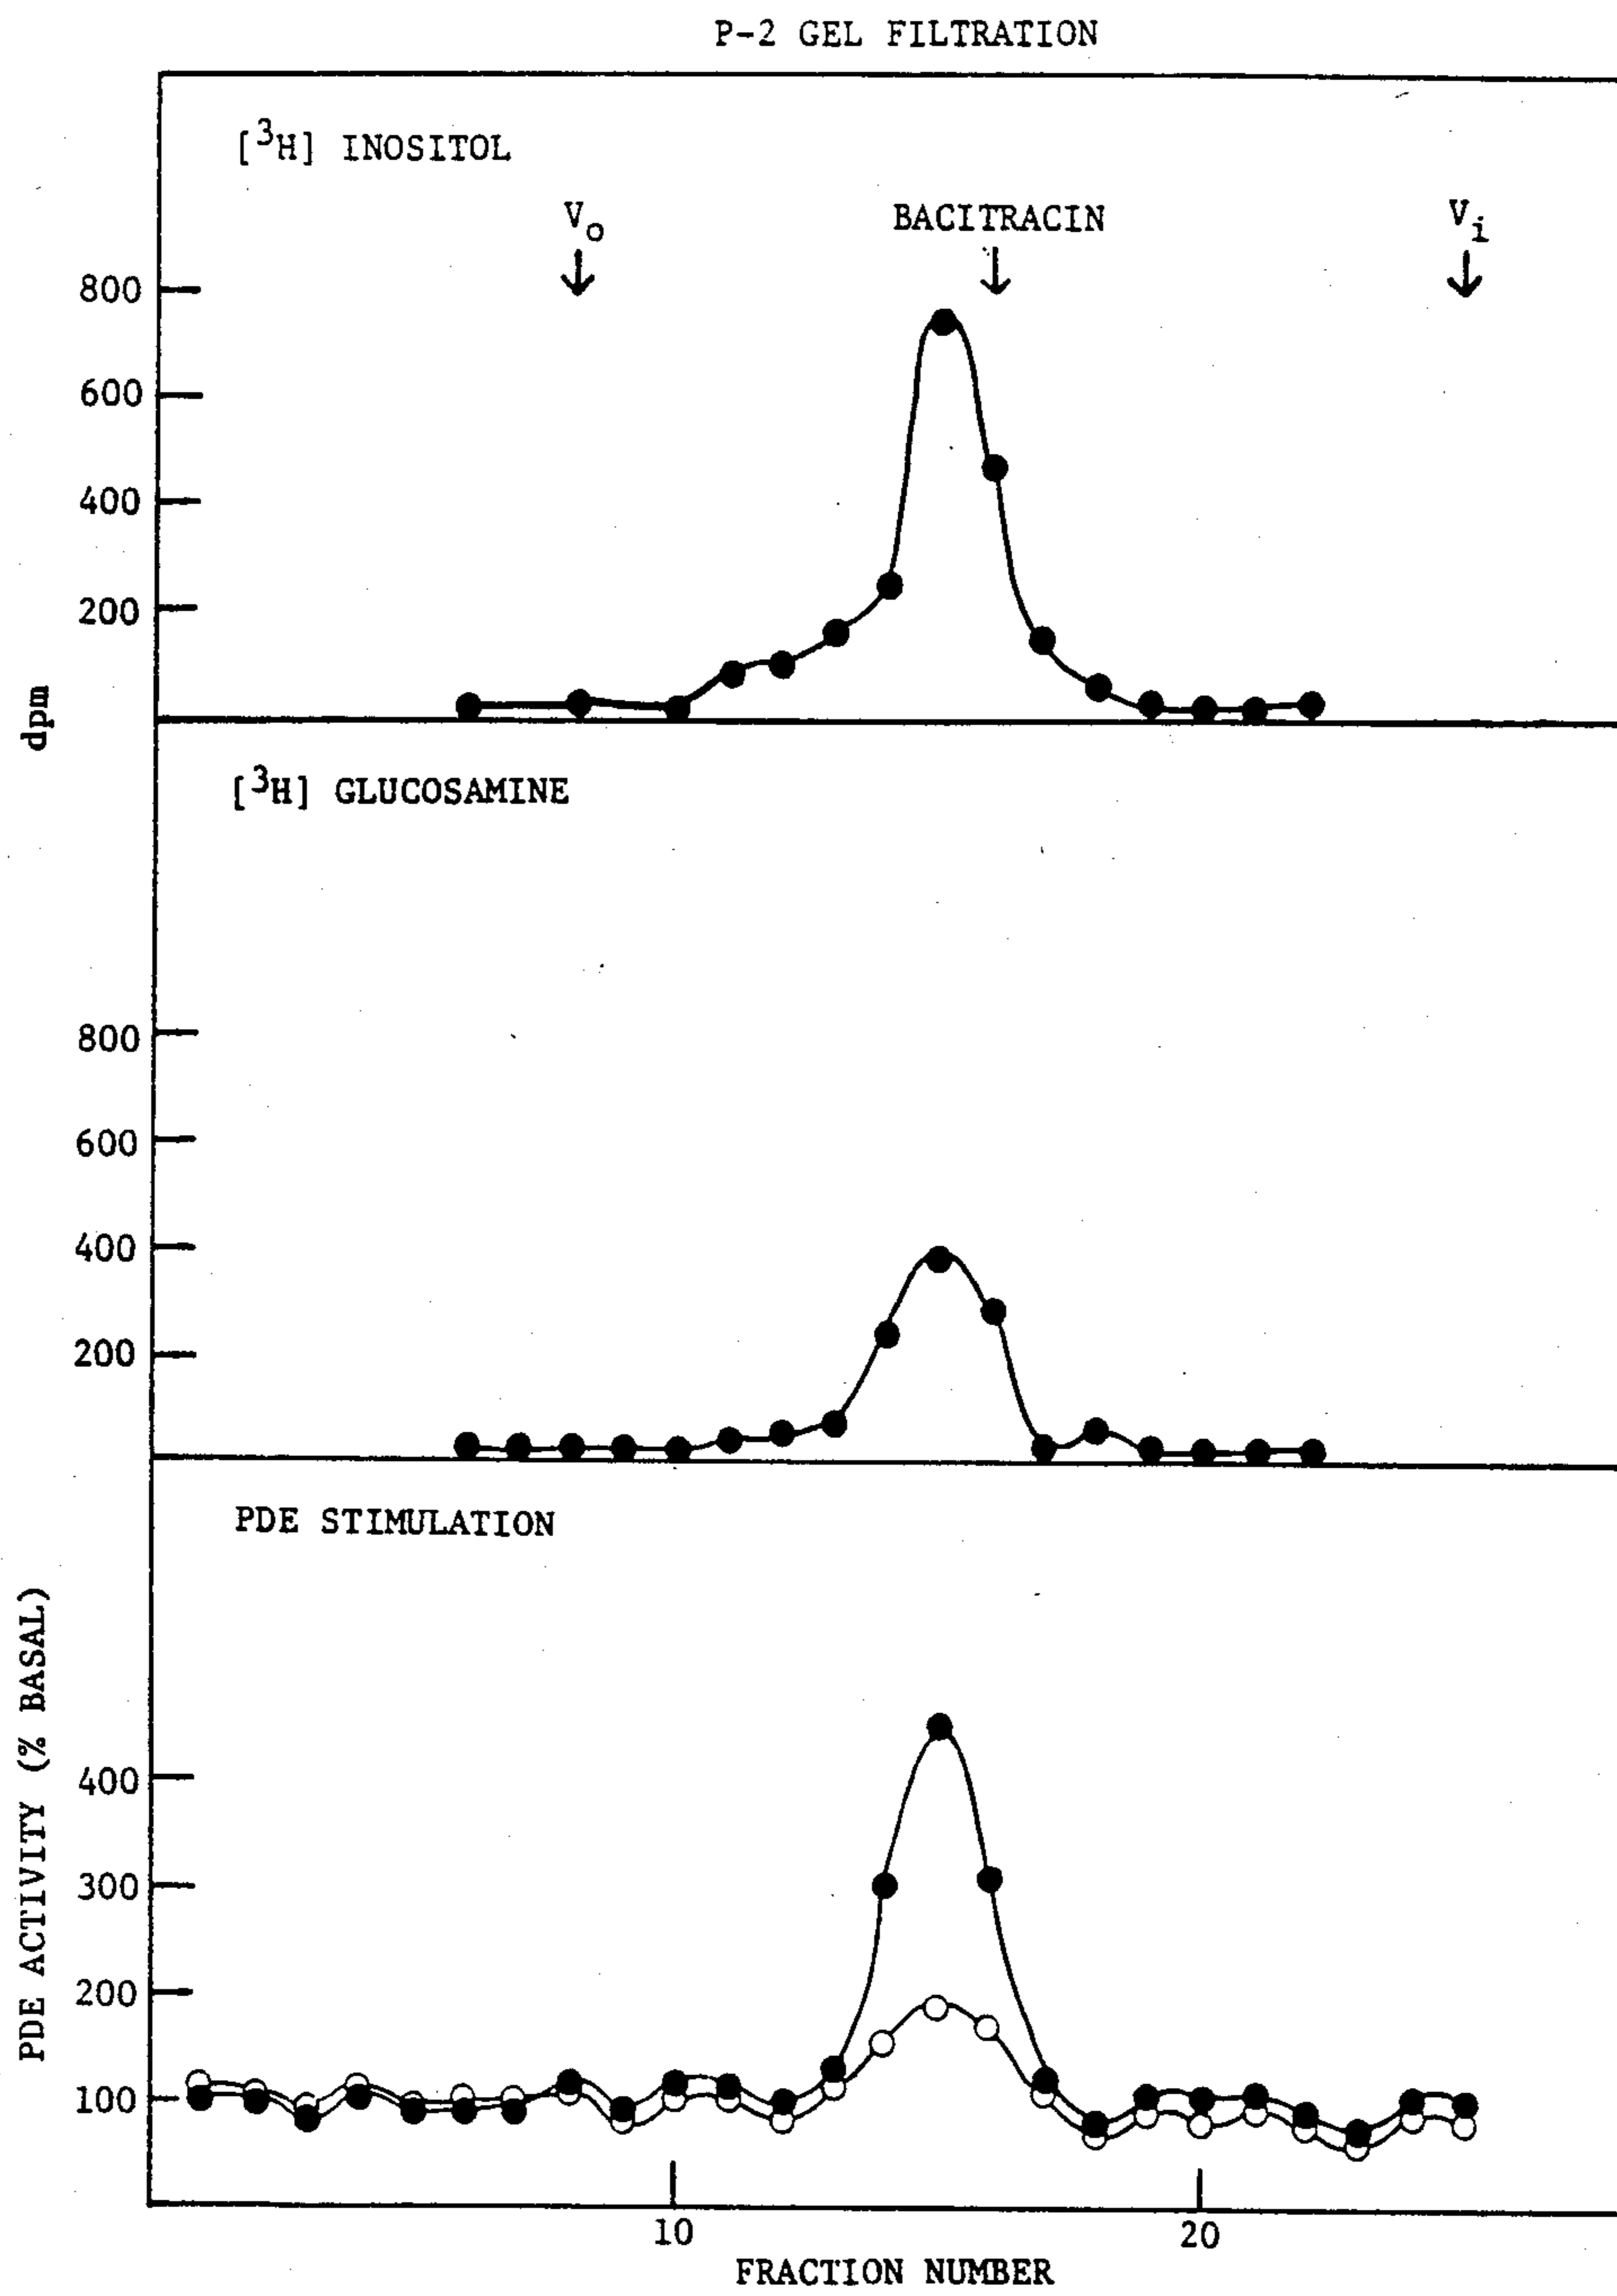 P-2 GEL FILTRATION
[³H] INOSITOL
Vo
BACITRACIN
Vi
800
600
400
200
dpm
[³H] GLUCOSAMINE
800
600
400
200
PDE STIMULATION
PDE ACTIVITY (% BASAL)
400
300
200
100
10
20
FRACTION NUMBER